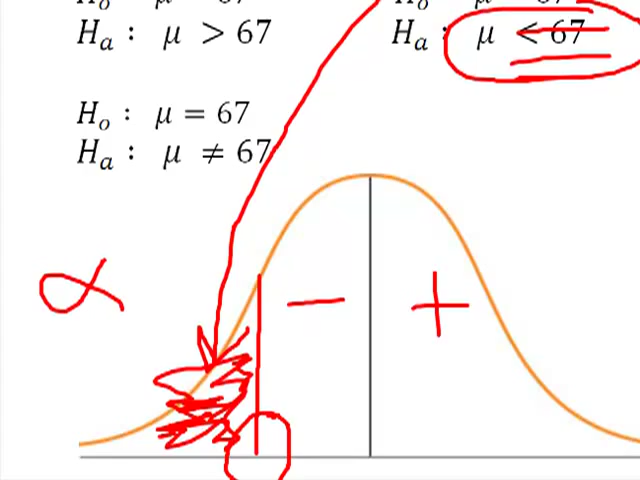 Hₐ : μ > 67
Hₐ : μ < 67
Hₒ : μ = 67
Hₐ : μ ≠ 67
α
− +